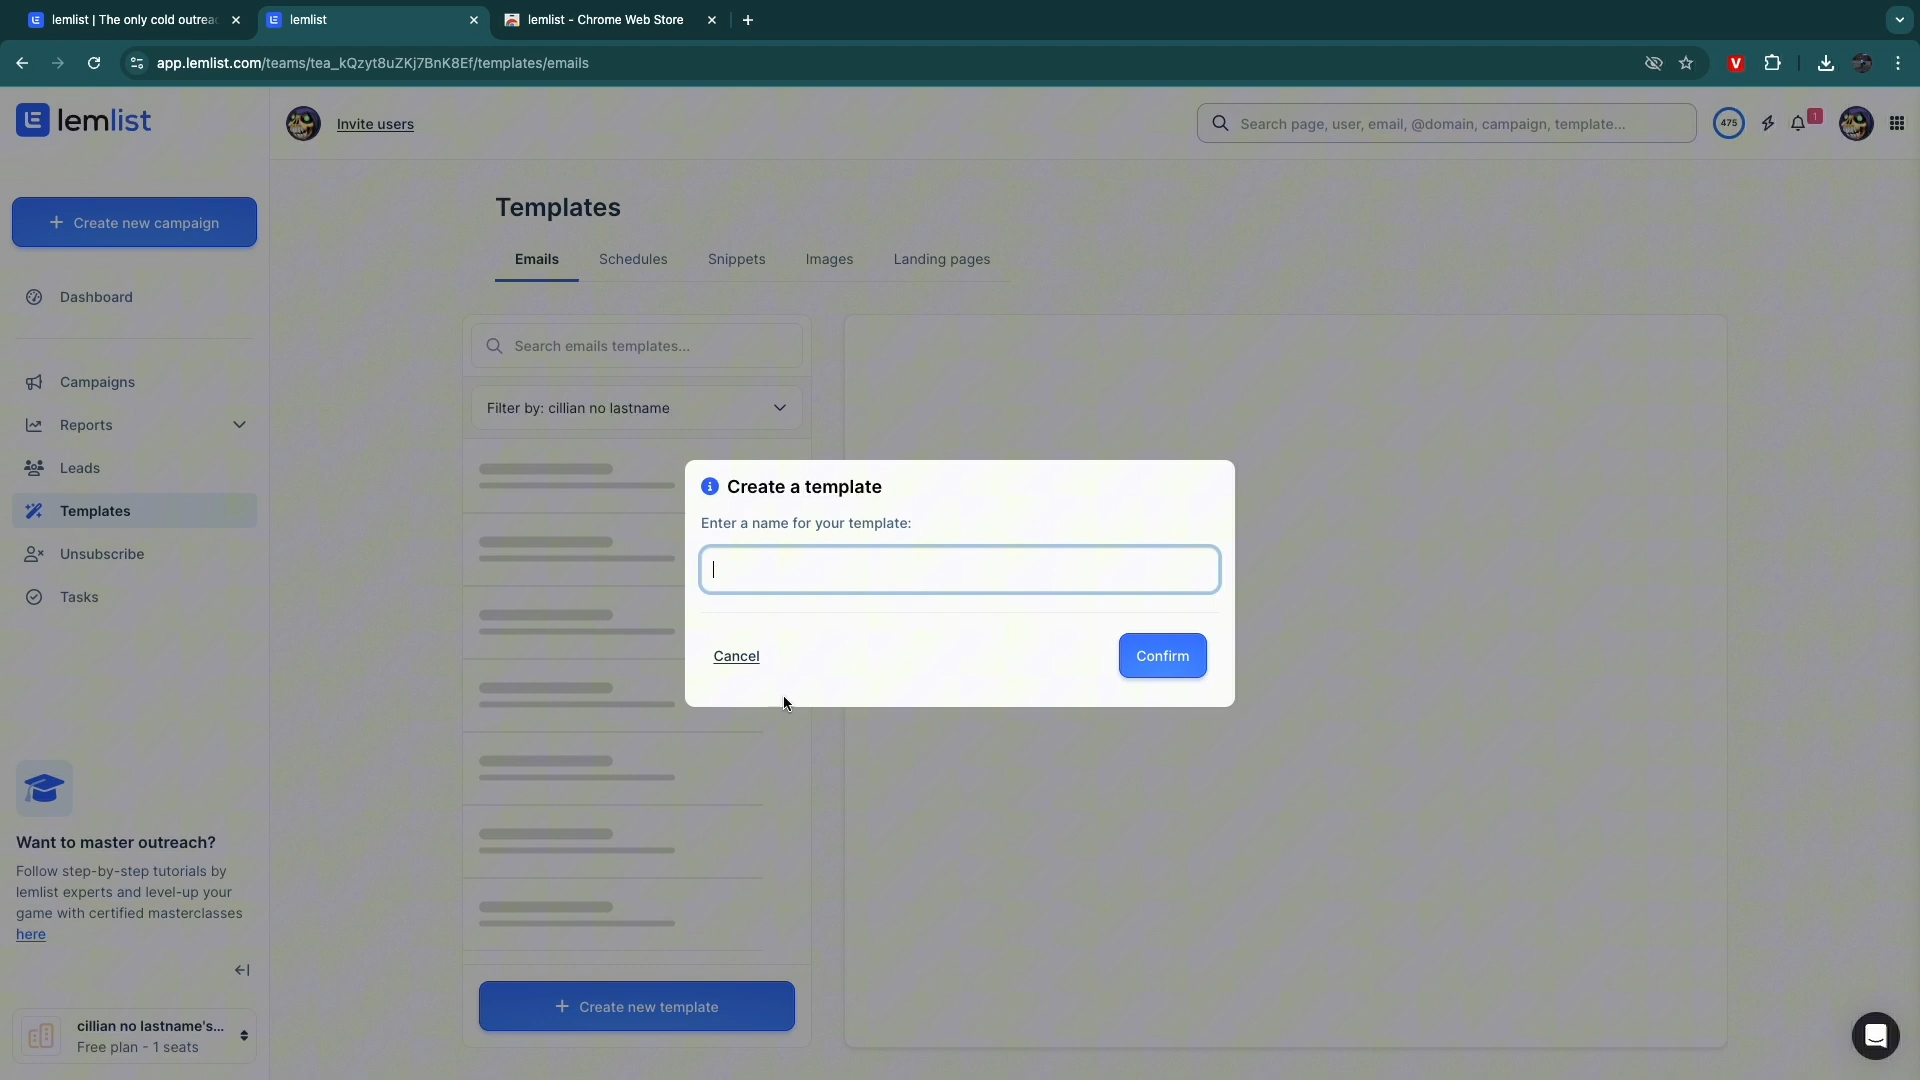 lemlist | The only cold outrea
lemlist
lemlist - Chrome Web Store
app.lemlist.com/teams/tea_kQzyt8uZKj7BnK8Ef/templates/emails
V
lemlist
Invite users
Search page, user, email, @domain, campaign, template...
475
1
Create new campaign
Dashboard
Campaigns
Reports
Leads
Templates
Unsubscribe
Tasks
Want to master outreach?
Follow step-by-step tutorials by
lemlist experts and level-up your
game with certified masterclasses
here
cillian no lastname's...
Free plan - 1 seats
Templates
Emails
Schedules
Snippets
Images
Landing pages
Search emails templates...
Filter by: cillian no lastname
Create new template
Create a template
Enter a name for your template:
Cancel
Confirm